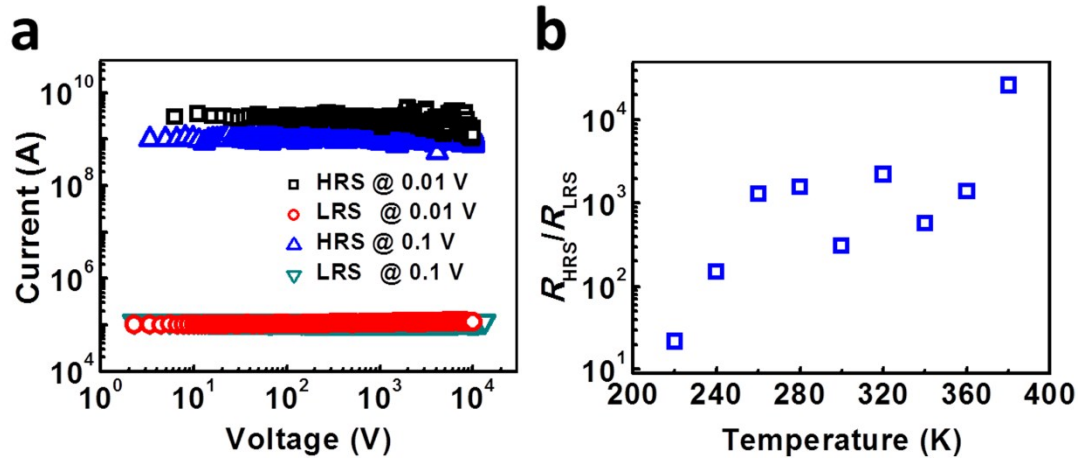 a
Current (A)
10^10
10^8
10^6
10^4
HRS @ 0.01 V
LRS @ 0.01 V
HRS @ 0.1 V
LRS @ 0.1 V
10^0 10^1 10^2 10^3 10^4
Voltage (V)
b
R_HRS/R_LRS
10^4
10^3
10^2
10^1
200 240 280 320 360 400
Temperature (K)